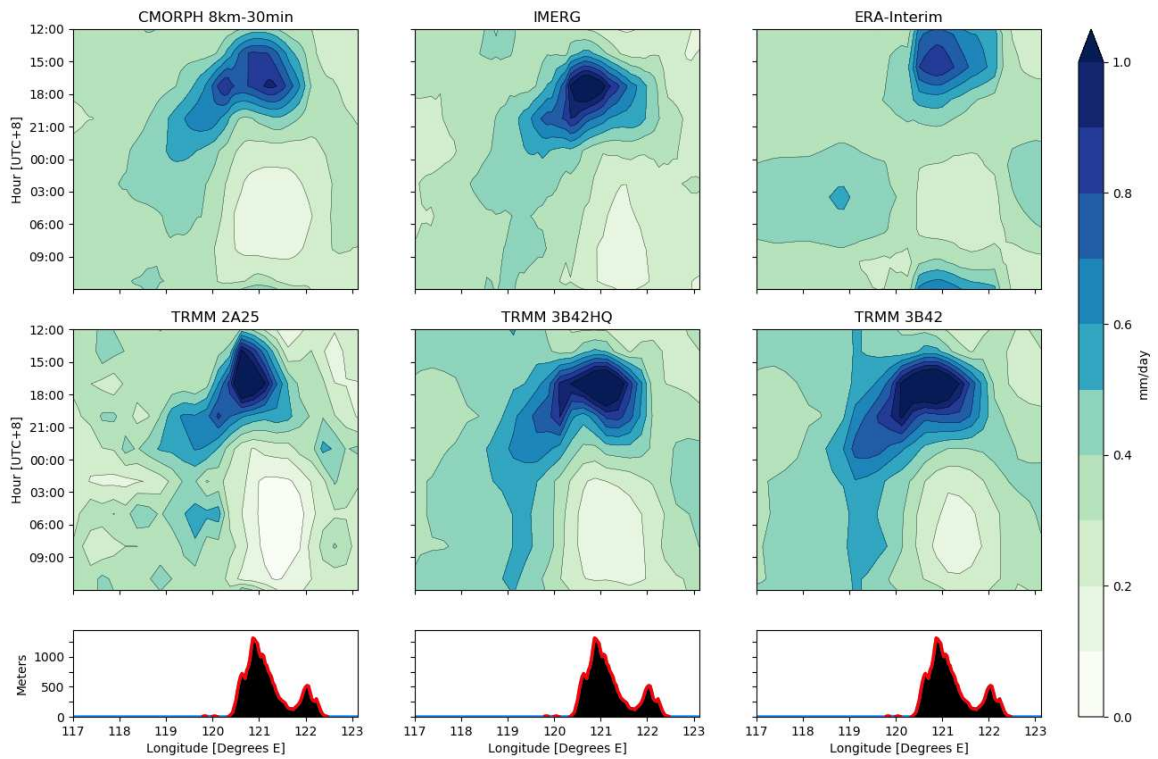 CMORPH 8km-30min
IMERG
ERA-Interim
12:00
15:00
18:00
21:00
00:00
03:00
06:00
09:00
Hour [UTC+8]
TRMM 2A25
TRMM 3B42HQ
TRMM 3B42
12:00
15:00
18:00
21:00
00:00
03:00
06:00
09:00
Hour [UTC+8]
1.0
0.8
0.6
0.4
0.2
0.0
mm/day
1000
500
0
Meters
117 118 119 120 121 122 123
Longitude [Degrees E]
117 118 119 120 121 122 123
Longitude [Degrees E]
117 118 119 120 121 122 123
Longitude [Degrees E]